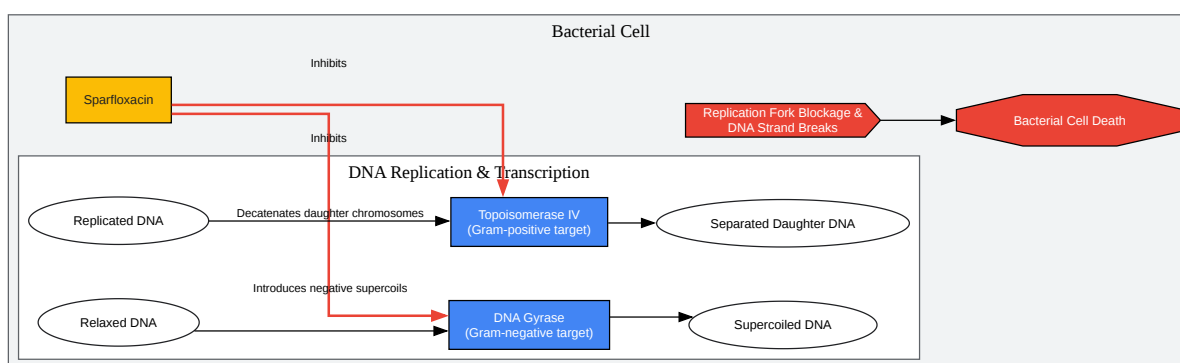 Bacterial Cell
Inhibits
Sparfloxacin
Replication Fork Blockage &
DNA Strand Breaks
Bacterial Cell Death
Inhibits
DNA Replication & Transcription
Replicated DNA
Decatenates daughter chromosomes
Topoisomerase IV
(Gram-positive target)
Separated Daughter DNA
Introduces negative supercoils
Relaxed DNA
DNA Gyrase
(Gram-negative target)
Supercoiled DNA